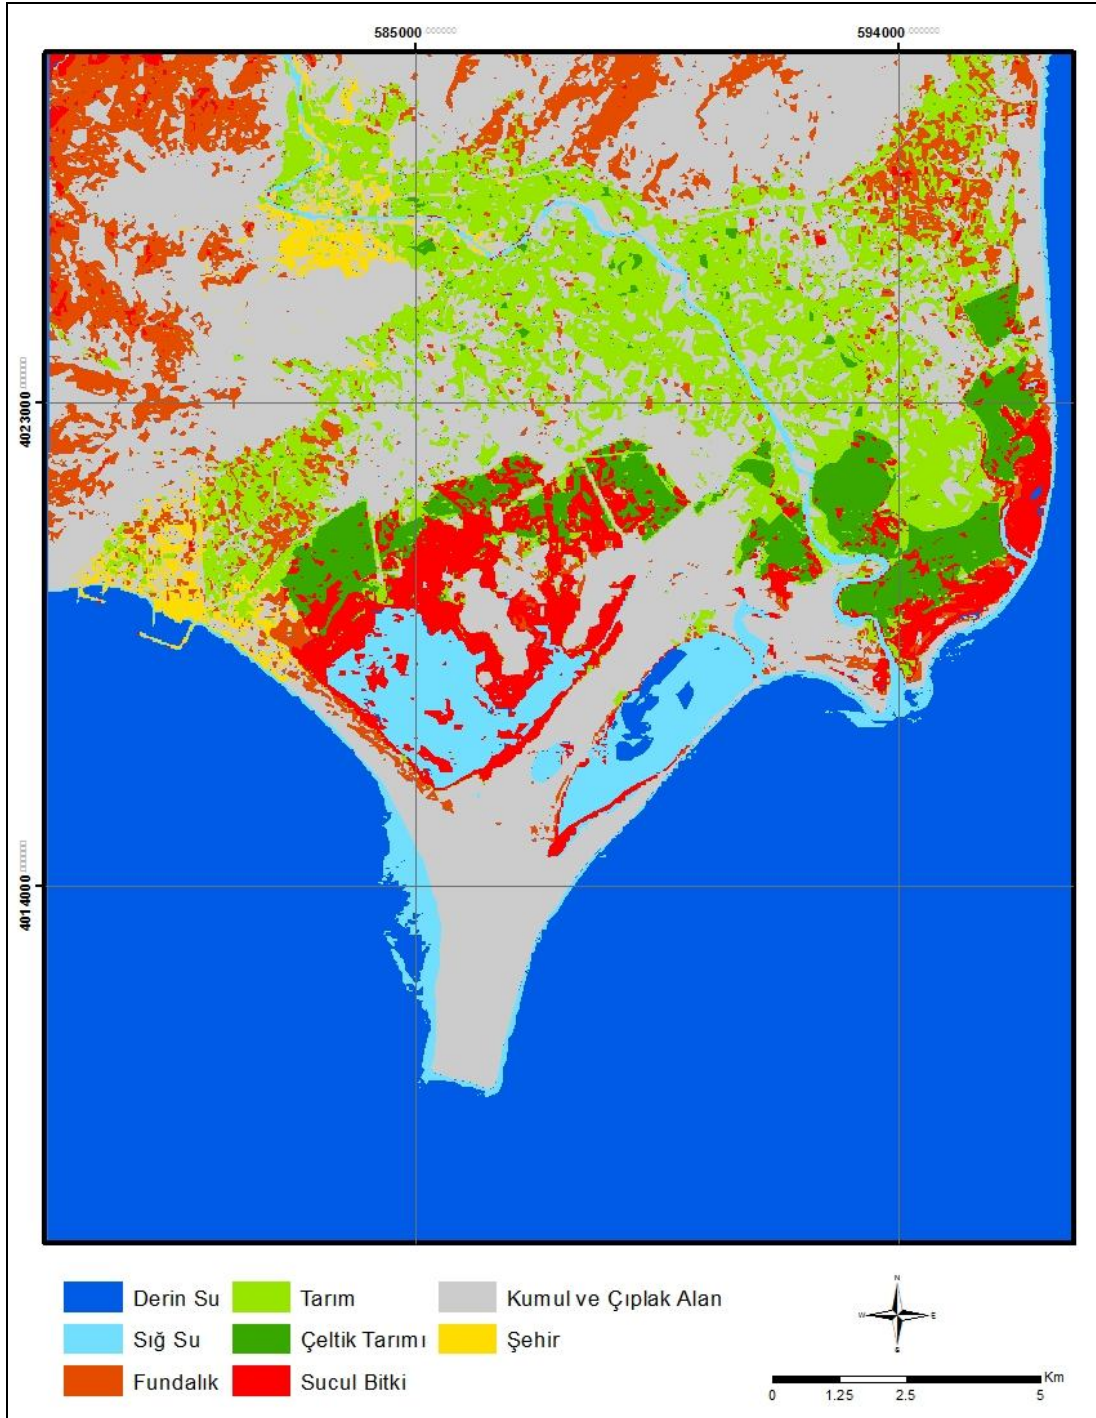 585000 594000
4023000
4014000
Derin Su Tarım Kumul ve Çıplak Alan
Sığ Su Çeltik Tarımı Şehir
Fundalık Sucul Bitki
N
W E
S
Km
0 1.25 2.5 5